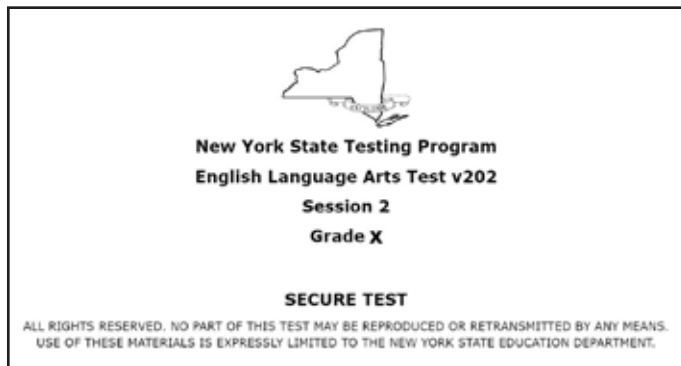 New York State Testing Program
English Language Arts Test v202
Session 2
Grade X
SECURE TEST
ALL RIGHTS RESERVED. NO PART OF THIS TEST MAY BE REPRODUCED OR RETRANSMITTED BY ANY MEANS.
USE OF THESE MATERIALS IS EXPRESSLY LIMITED TO THE NEW YORK STATE EDUCATION DEPARTMENT.